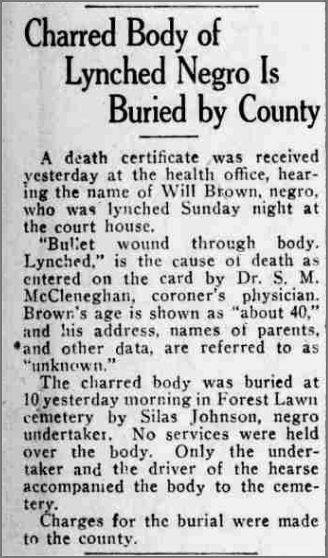 Charred Body of
Lynched Negro Is
Buried by County
A death certificate was received
yesterday at the health office, hear-
ing the name of Will Brown, negro,
who was lynched Sunday night at
the court house.
"Bullet wound through body.
Lynched," is the cause of death as
entered on the card by Dr. S. M.
McCleneghan, coroner's physician.
Brown's age is shown as "about 40,"
and his address, names of parents,
and other data, are referred to as
"unknown."
The charred body was buried at
10 yesterday morning in Forest Lawn
cemetery by Silas Johnson, negro
undertaker. No services were held
over the body. Only the under-
taker and the driver of the hearse
accompanied the body to the ceme-
tery.
Charges for the burial were made
to the county.